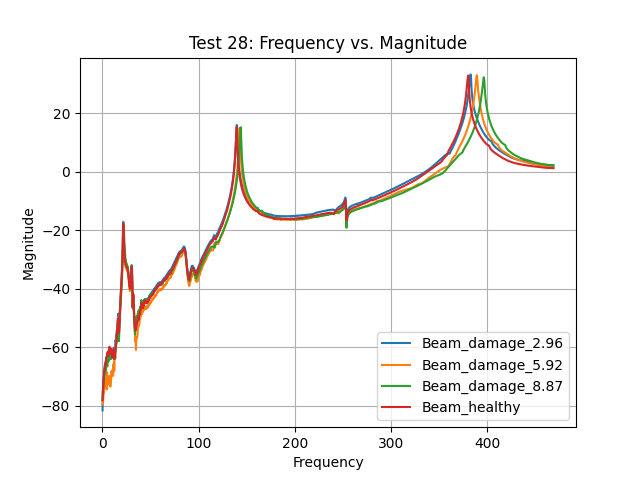 Test 28: Frequency vs. Magnitude
Magnitude
20
0
−20
−40
−60
−80
0
100
200
300
400
Frequency
Beam_damage_2.96
Beam_damage_5.92
Beam_damage_8.87
Beam_healthy